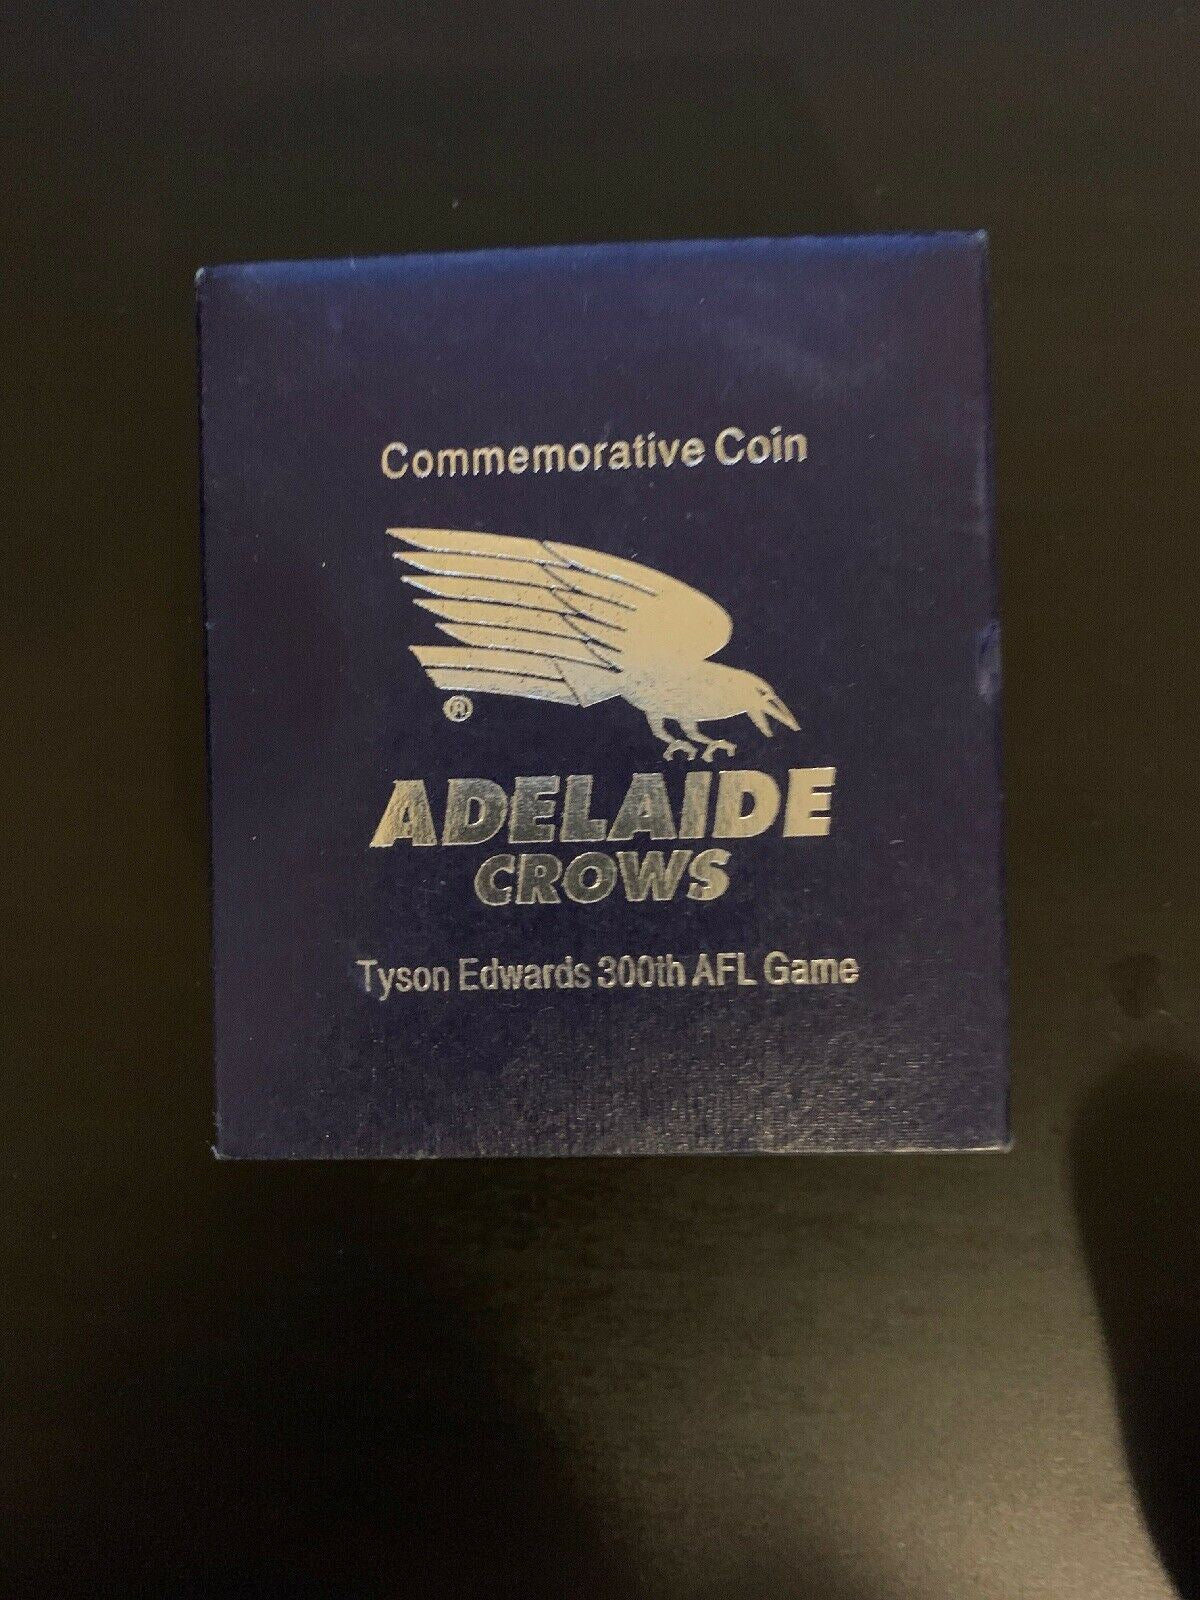 Commemorative Coin
®
ADELAIDE
CROWS
Tyson Edwards 300th AFL Game